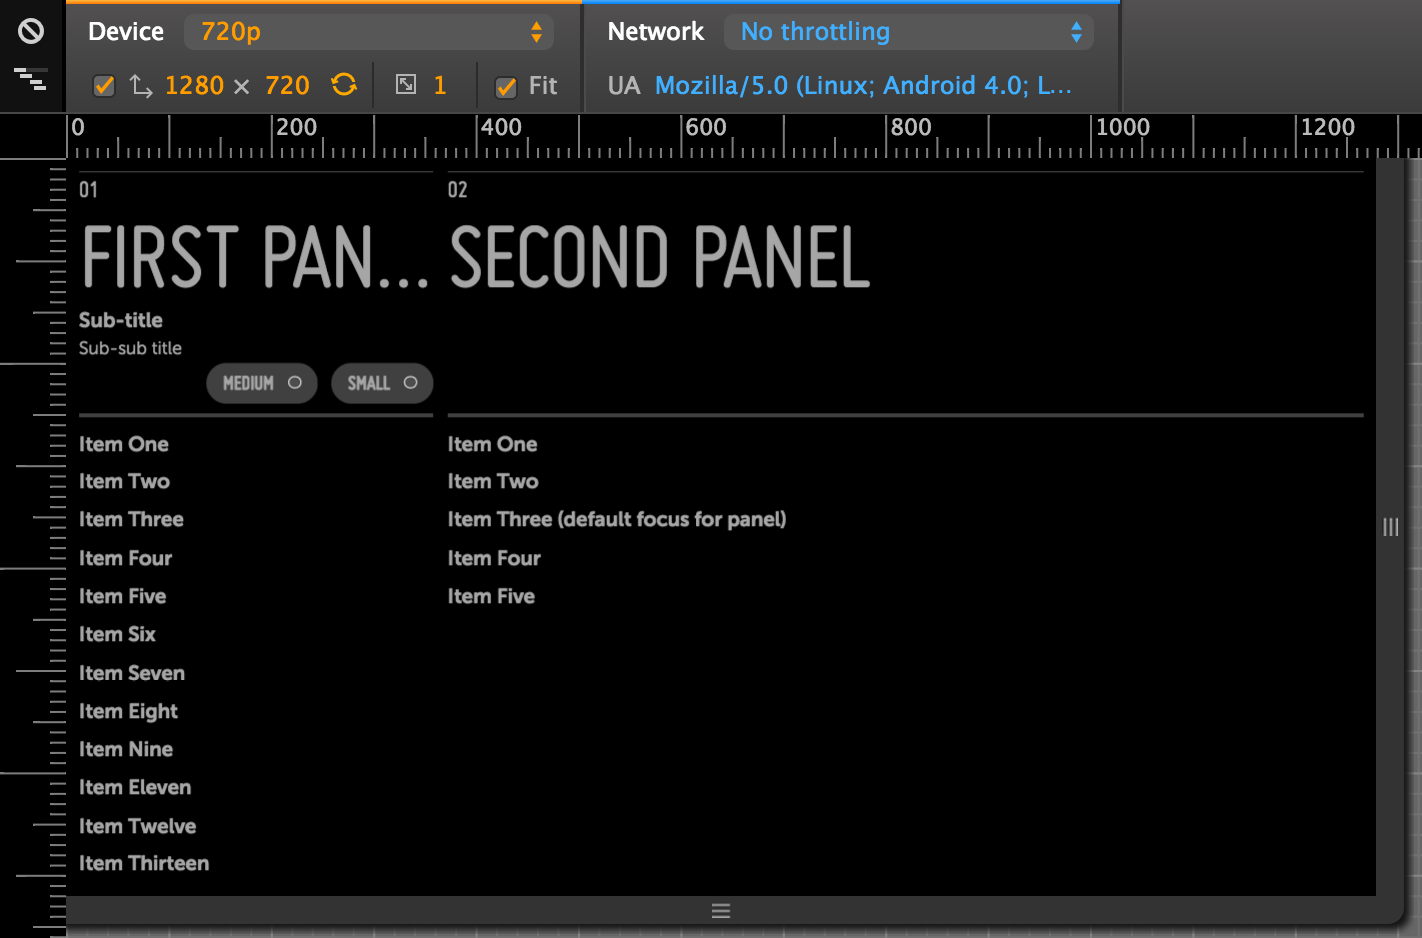 Device 720p Network No throttling
1280 × 720 1 Fit UA Mozilla/5.0 (Linux; Android 4.0; L...
0 200 400 600 800 1000 1200
01
FIRST PAN...
Sub-title
Sub-sub title
MEDIUM SMALL
Item One
Item Two
Item Three
Item Four
Item Five
Item Six
Item Seven
Item Eight
Item Nine
Item Eleven
Item Twelve
Item Thirteen
02
SECOND PANEL
Item One
Item Two
Item Three (default focus for panel)
Item Four
Item Five